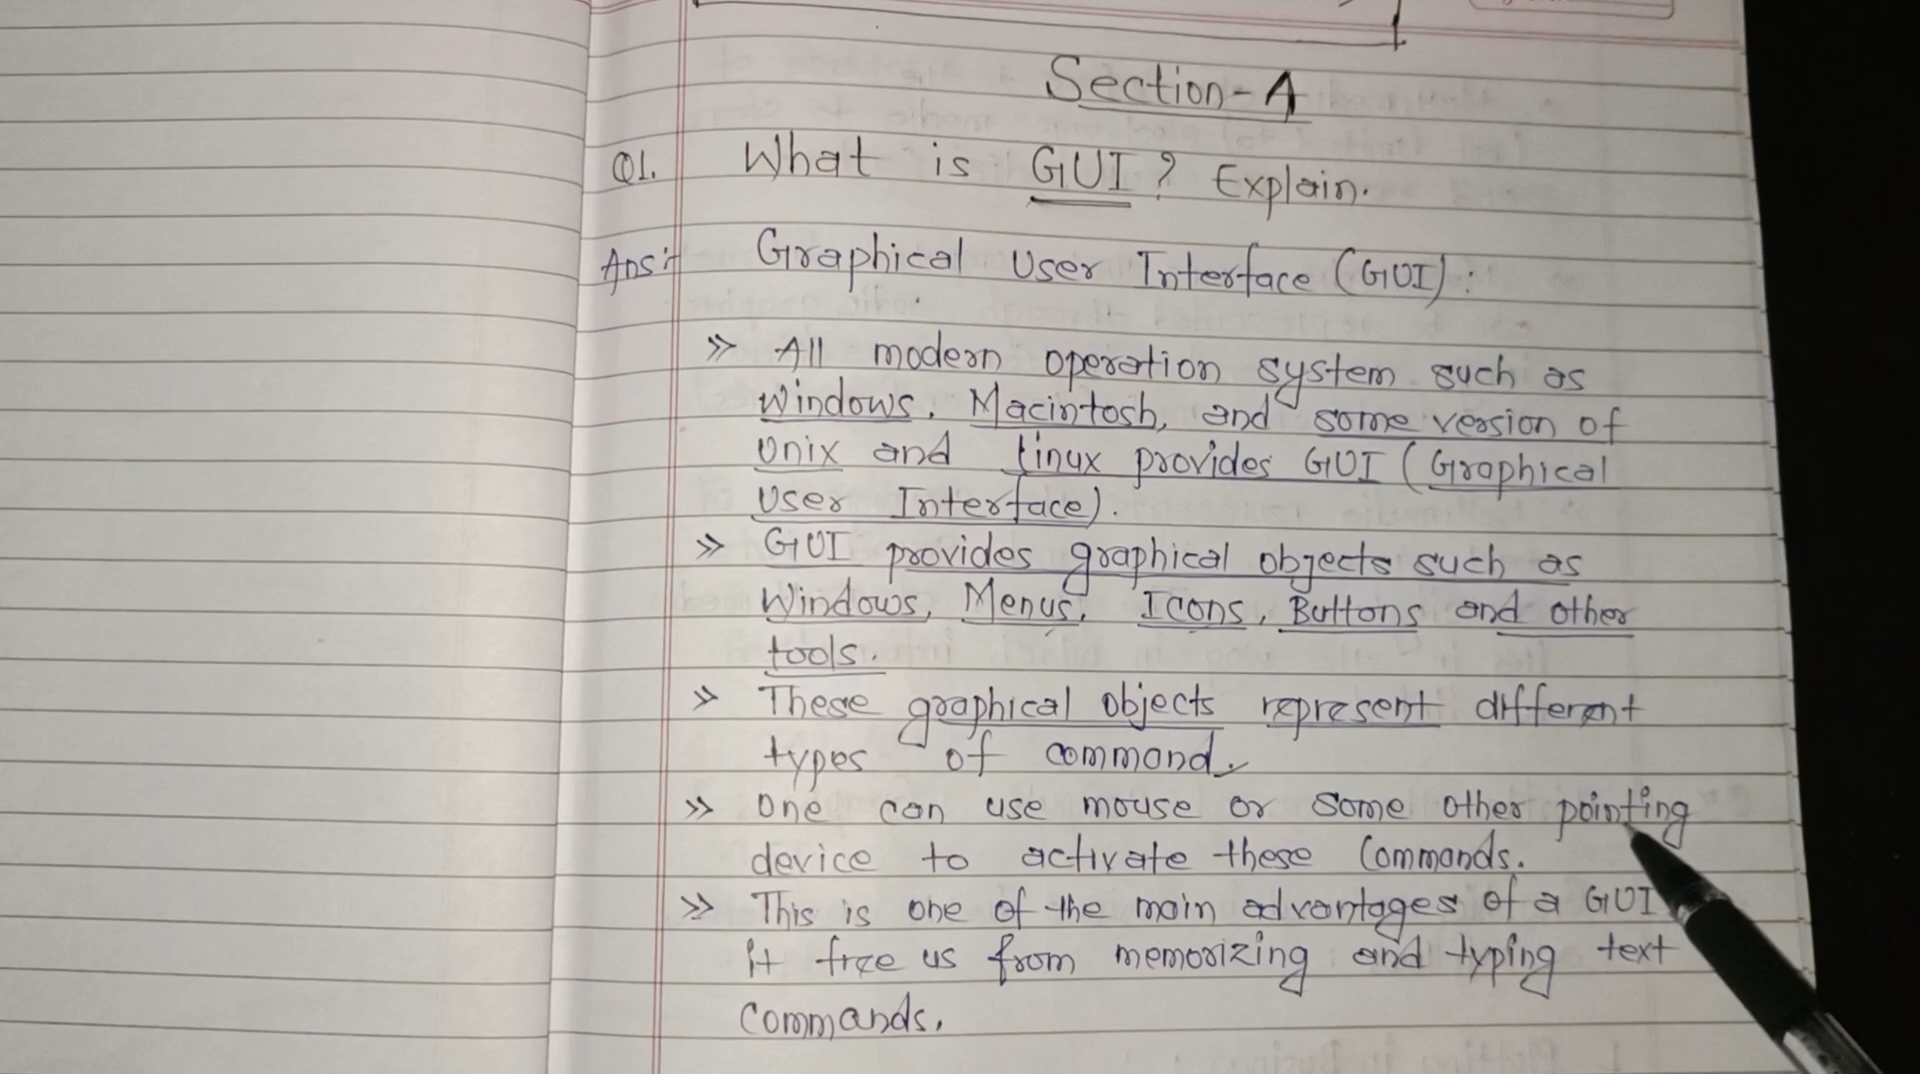 Section-A
Q1. What is GUI? Explain.
Ans:- Graphical User Interface (GUI):
>> All modern operation system such as
Windows, Macintosh, and some version of
Unix and Linux provides GUI (Graphical
User Interface).
>> GUI provides graphical objects such as
Windows, Menus, Icons, Buttons and other
tools.
> These graphical objects represent different
types of command.
>> One can use mouse or some other pointing
device to activate these Commands.
>> This is one of the main advantages of a GUI
it free us from memorizing and typing text
Commands.